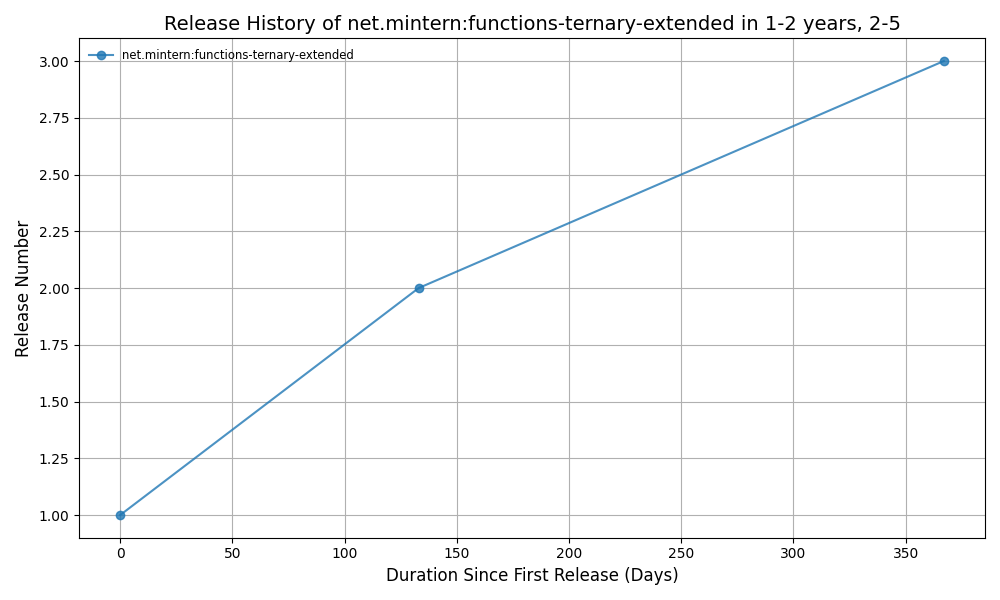 Release History of net.mintern:functions-ternary-extended in 1-2 years, 2-5
net.mintern:functions-ternary-extended
3.00
2.75
2.50
2.25
2.00
1.75
1.50
1.25
1.00
Release Number
0 50 100 150 200 250 300 350
Duration Since First Release (Days)